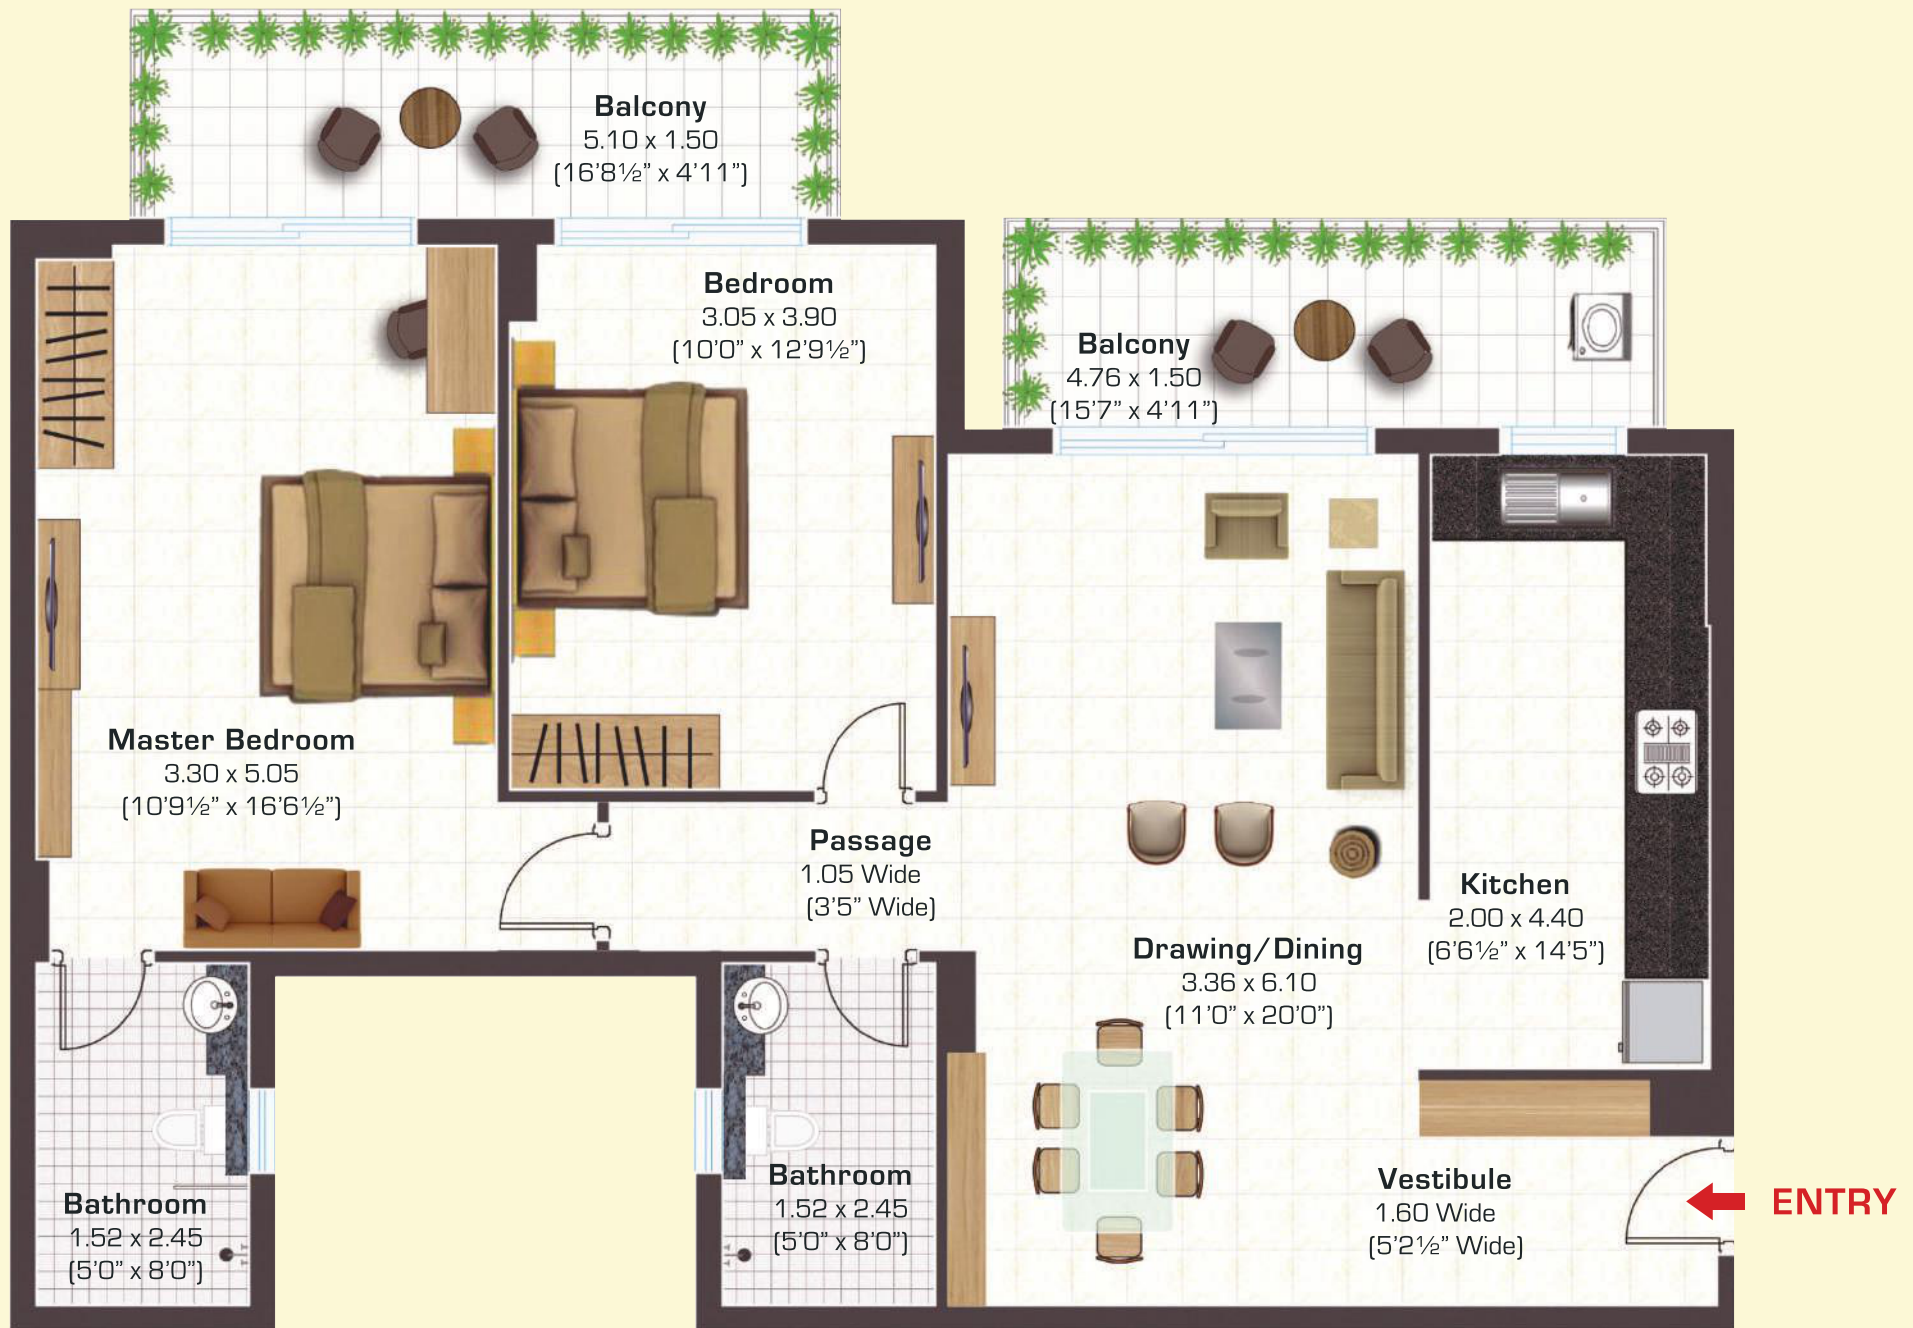 Balcony
5.10 x 1.50
(16'8½” x 4'11”)
Bedroom
3.05 x 3.90
(10'0” x 12'9½”)
Balcony
4.76 x 1.50
(15'7” x 4'11”)
Master Bedroom
3.30 x 5.05
(10'9½” x 16'6½”)
Passage
1.05 Wide
(3'5” Wide)
Kitchen
2.00 x 4.40
(6'6½” x 14'5”)
Drawing/Dining
3.36 x 6.10
(11'0” x 20'0”)
Bathroom
1.52 x 2.45
(5'0” x 8'0”)
Bathroom
1.52 x 2.45
(5'0” x 8'0”)
Vestibule
1.60 Wide
(5'2½” Wide)
ENTRY